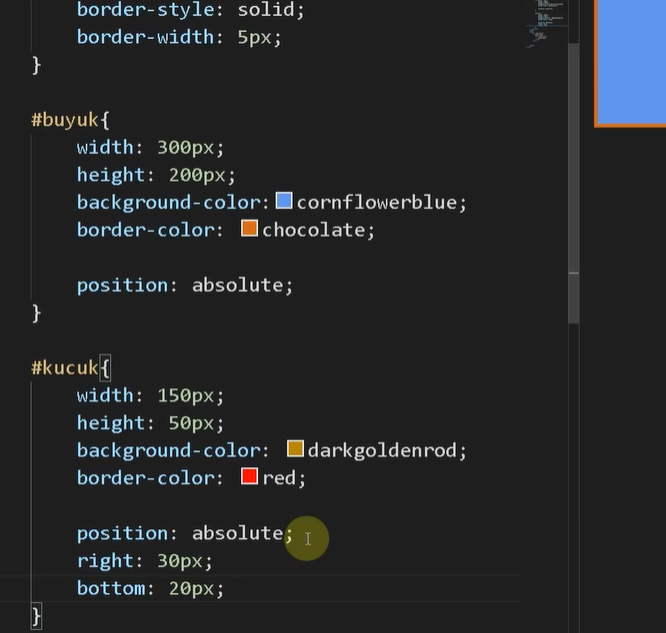 border-style: solid;
border-width: 5px;
}
#buyuk{
width: 300px;
height: 200px;
background-color: cornflowerblue;
border-color: chocolate;
position: absolute;
}
#kucuk{
width: 150px;
height: 50px;
background-color: darkgoldenrod;
border-color: red;
position: absolute;
right: 30px;
bottom: 20px;
}